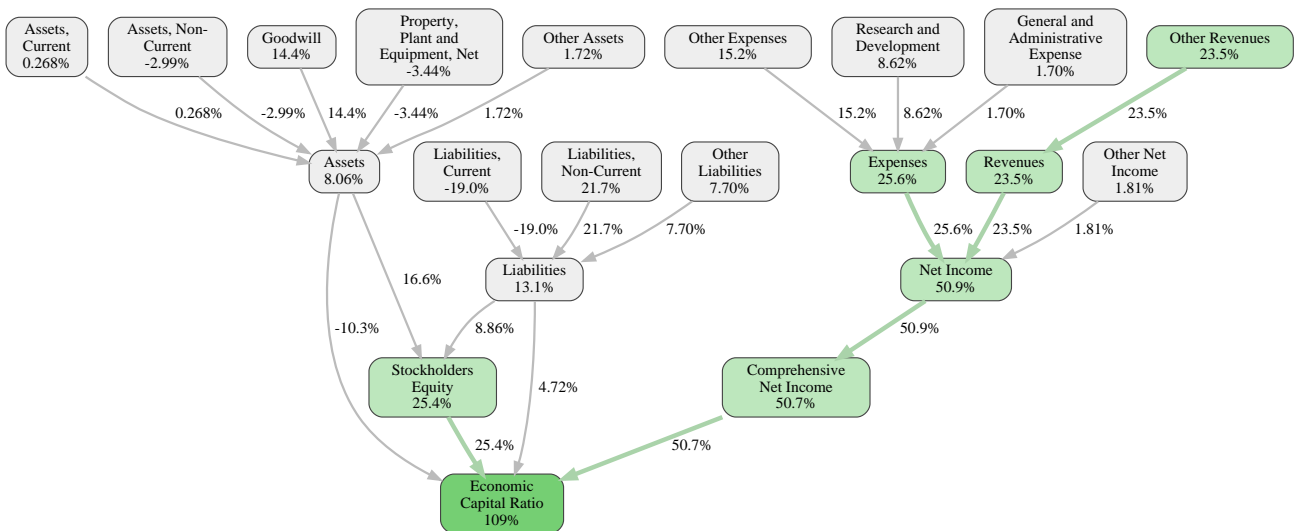 Assets,
Current
0.268%
Assets, Non-
Current
-2.99%
Goodwill
14.4%
Property,
Plant and
Equipment, Net
-3.44%
Other Assets
1.72%
Other Expenses
15.2%
Research and
Development
8.62%
General and
Administrative
Expense
1.70%
Other Revenues
23.5%
0.268%
-2.99%
14.4%
-3.44%
1.72%
15.2%
8.62%
1.70%
23.5%
Assets
8.06%
Liabilities,
Current
-19.0%
Liabilities,
Non-Current
21.7%
Other
Liabilities
7.70%
Expenses
25.6%
Revenues
23.5%
Other Net
Income
1.81%
-19.0%
21.7%
7.70%
25.6%
23.5%
1.81%
16.6%
Liabilities
13.1%
Net Income
50.9%
-10.3%
8.86%
50.9%
Stockholders
Equity
25.4%
4.72%
Comprehensive
Net Income
50.7%
25.4%
50.7%
Economic
Capital Ratio
109%